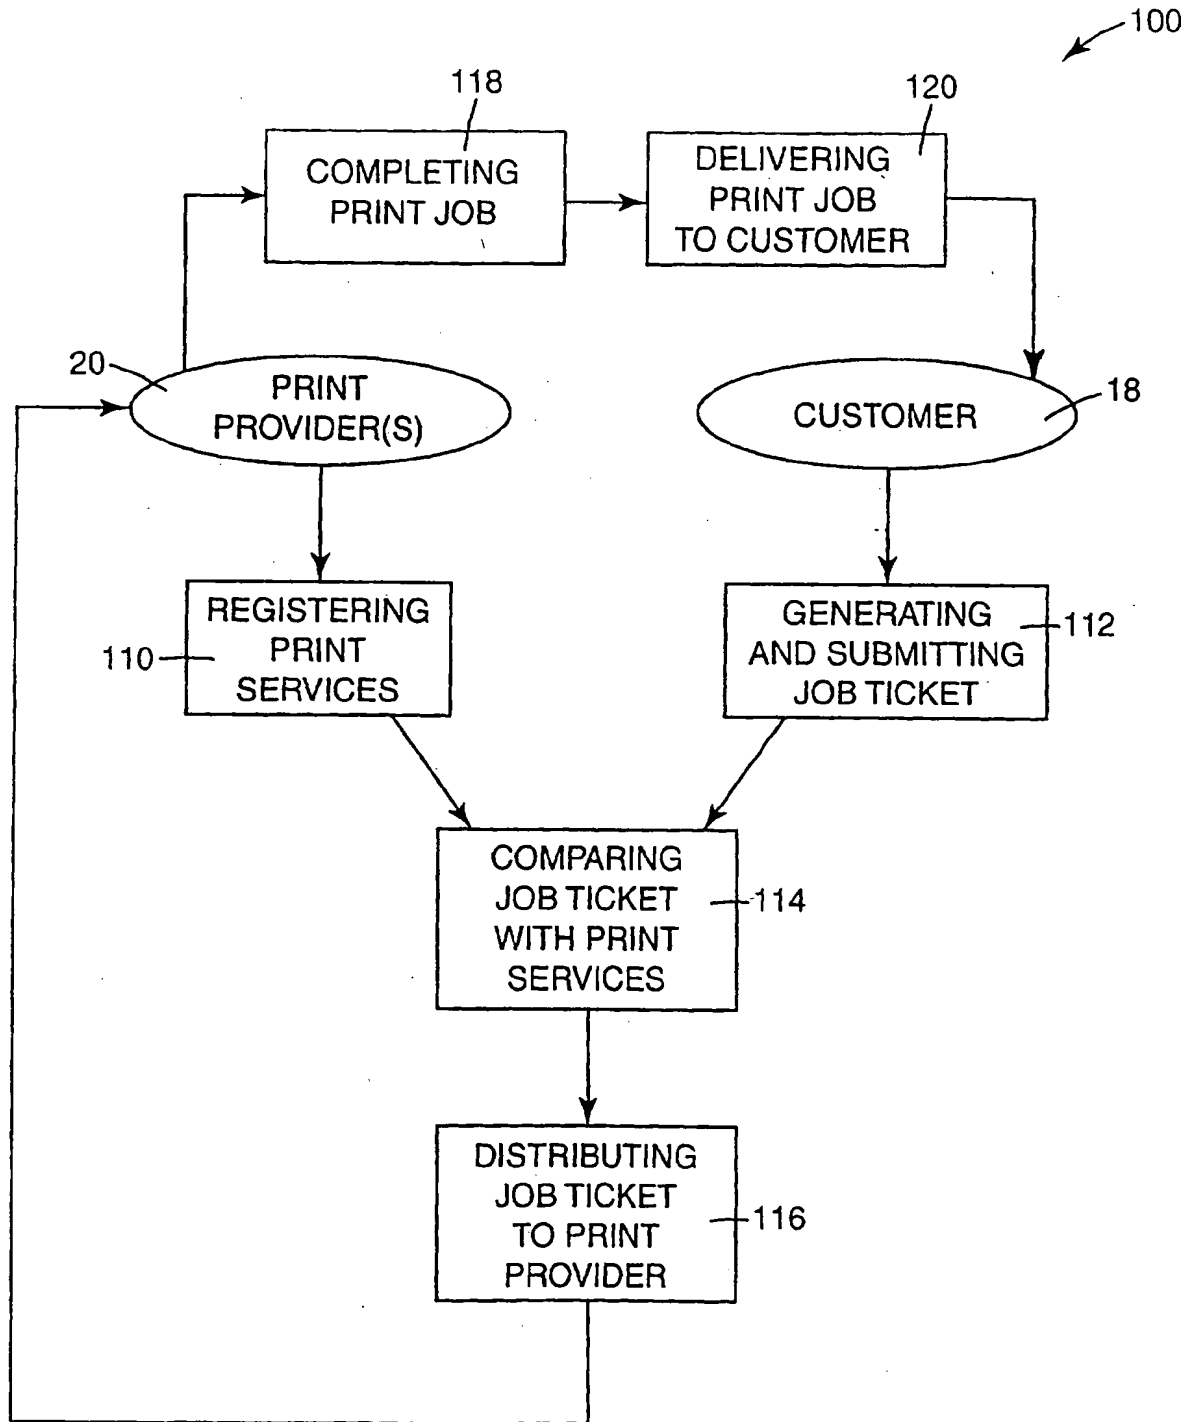 100
118
120
COMPLETING
PRINT JOB
DELIVERING
PRINT JOB
TO CUSTOMER
20
PRINT
PROVIDER(S)
CUSTOMER
18
REGISTERING
PRINT
SERVICES
110
GENERATING
AND SUBMITTING
JOB TICKET
112
COMPARING
JOB TICKET
WITH PRINT
SERVICES
114
DISTRIBUTING
JOB TICKET
TO PRINT
PROVIDER
116